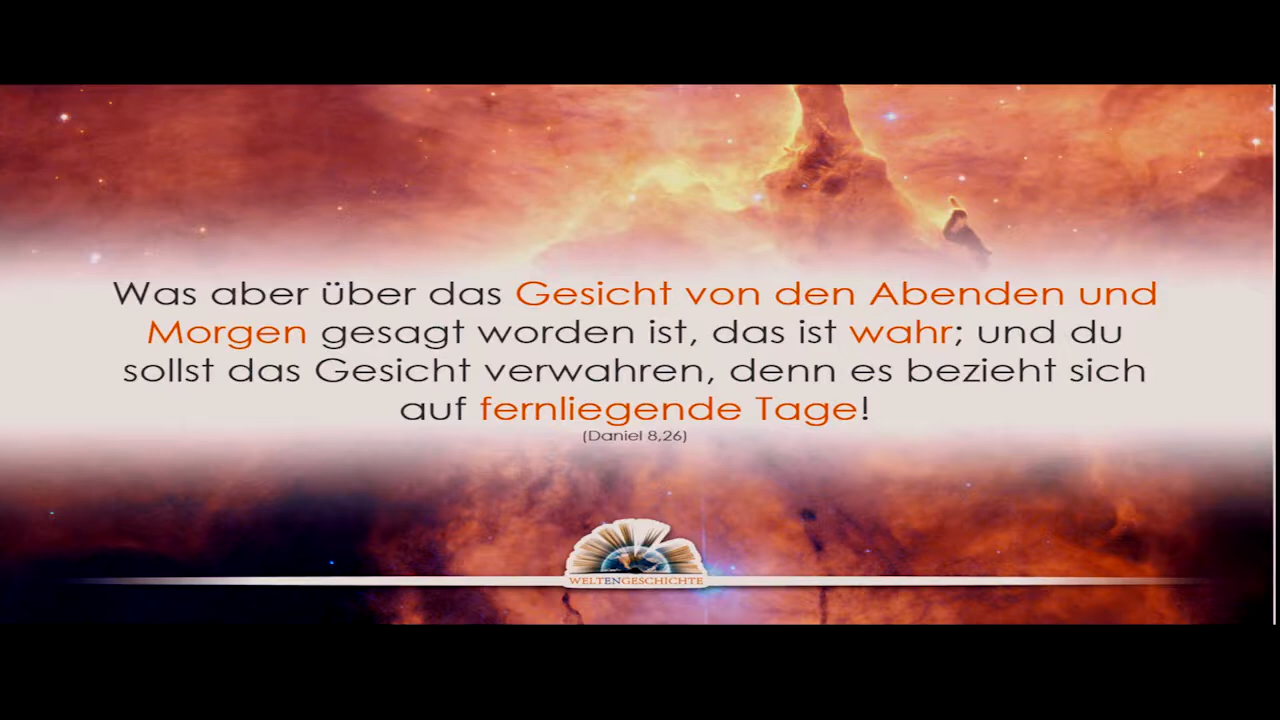 Was aber über das Gesicht von den Abenden und
Morgen gesagt worden ist, das ist wahr; und du
sollst das Gesicht verwahren, denn es bezieht sich
auf fernliegende Tage!
(Daniel 8,26)
WELTENGESCHICHTE